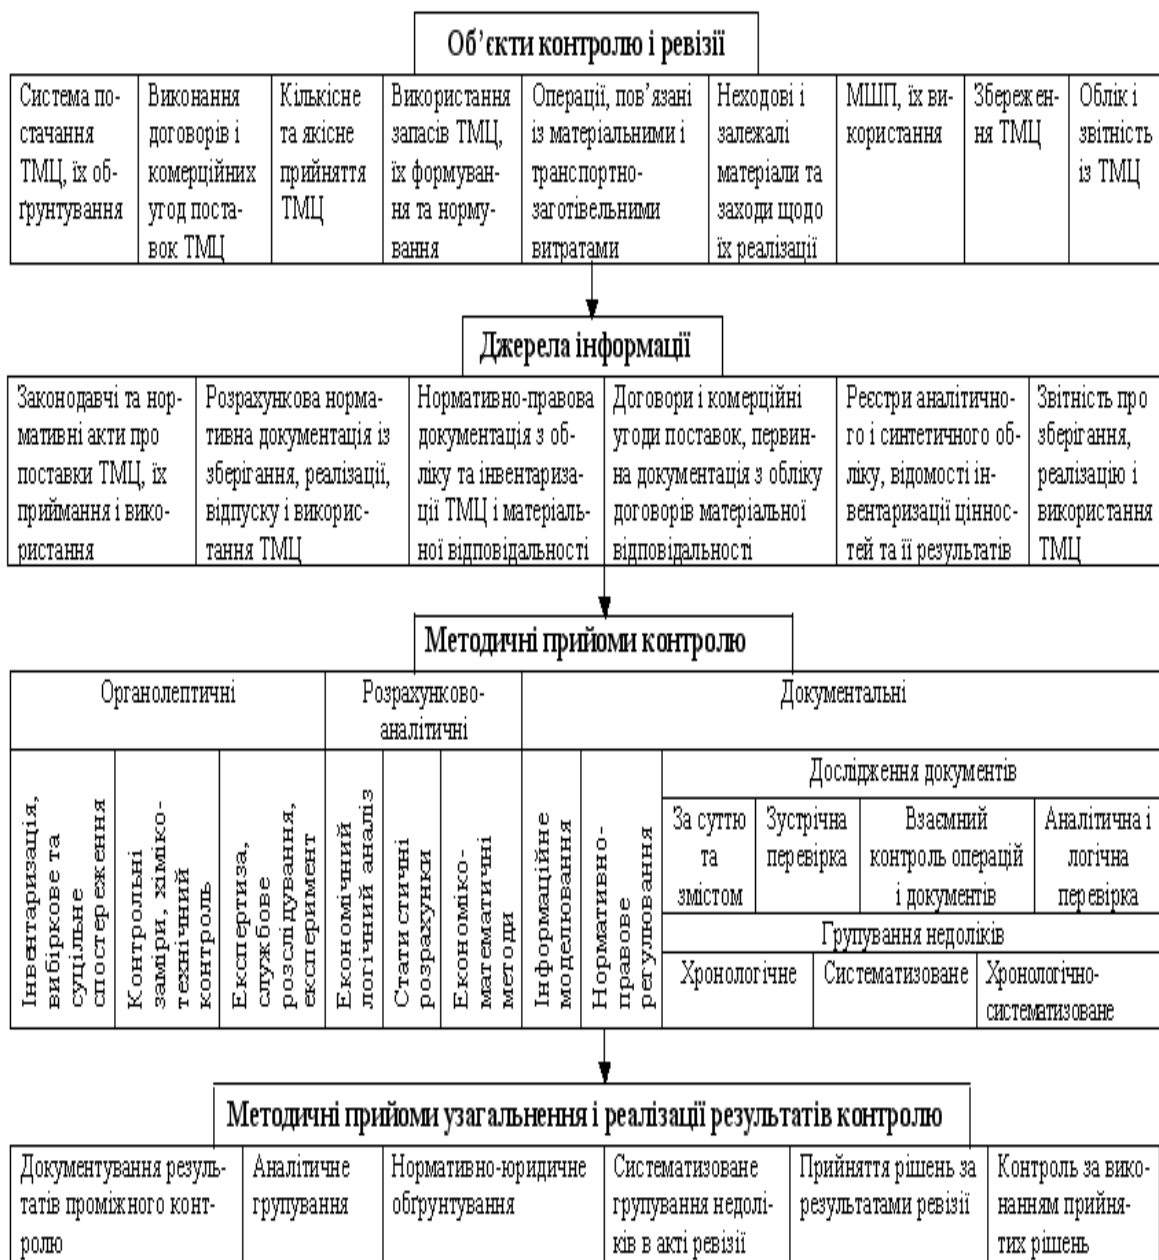 Об’єкти контролю і ревізії
Система по-
стачання
ТМЦ, їх об-
ґрунтування
Виконання
договорів і
комерційних
угод поста-
вок ТМЦ
Кількісне
та якісне
прийняття
ТМЦ
Використання
запасів ТМЦ,
їх формуван-
ня та норму-
вання
Операції, пов’язані
із матеріальними і
транспортно-
заготівельними
витратами
Неходові і
залежалі
матеріали та
заходи щодо
їх реалізації
МШП, їх ви-
користання
Збережен-
ня ТМЦ
Облік і
звітність
із ТМЦ
Джерела інформації
Законодавчі та нор-
мативні акти про
поставки ТМЦ, їх
приймання і вико-
ристання
Розрахункова норма-
тивна документація із
зберігання, реалізації,
відпуску і викорис-
тання ТМЦ
Нормативно-правова
документація з об-
ліку та інвентариза-
ції ТМЦ і матеріаль-
ної відповідальності
Договори і комерційні
угоди поставок, первин-
на документація з обліку
договорів матеріальної
відповідальності
Реєстри аналітично-
го і синтетичного об-
ліку, відомості ін-
вентаризації ціннос-
тей та її результатів
Звітність про
зберігання,
реалізацію і
використання
ТМЦ
Методичні прийоми контролю
Органолептичні
Розрахунково-
аналітичні
Документальні
Інвентаризація,
вибіркове та
суцільне
спостереження
Контрольні
заміри, хіміко-
технічний
контроль
Експертиза,
службове
розслідування,
експеримент
Економічний
логічний аналіз
Стати стичні
розрахунки
Економіко-
математичні
методи
Інформаційне
моделювання
Нормативно-
правове
регулювання
Дослідження документів
За суттю
та
змістом
Зустрічна
перевірка
Взаємний
контроль операцій
і документів
Аналітична і
логічна
перевірка
Групування недоліків
Хронологічне
Систематизоване
Хронологічно-
систематизоване
Методичні прийоми узагальнення і реалізації результатів контролю
Документування резуль-
татів проміжного конт-
ролю
Аналітичне
групування
Нормативно-юридичне
обґрунтування
Систематизоване
групування недолі-
ків в акті ревізії
Прийняття рішень за
результатами ревізії
Контроль за вико-
нанням прийня-
тих рішень